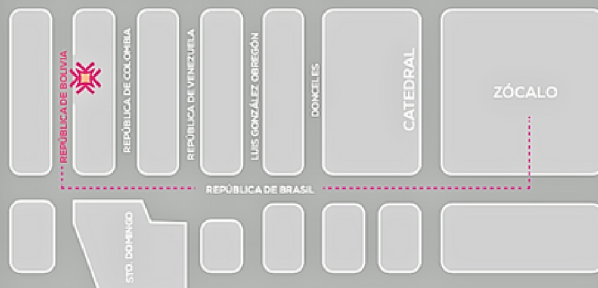 REPÚBLICA DE BOLIVIA
REPÚBLICA DE COLOMBIA
REPÚBLICA DE VENEZUELA
LUIS GONZÁLEZ OBREGÓN
DONCELES
CATEDRAL
ZÓCALO
REPÚBLICA DE BRASIL
STO. DOMINGO